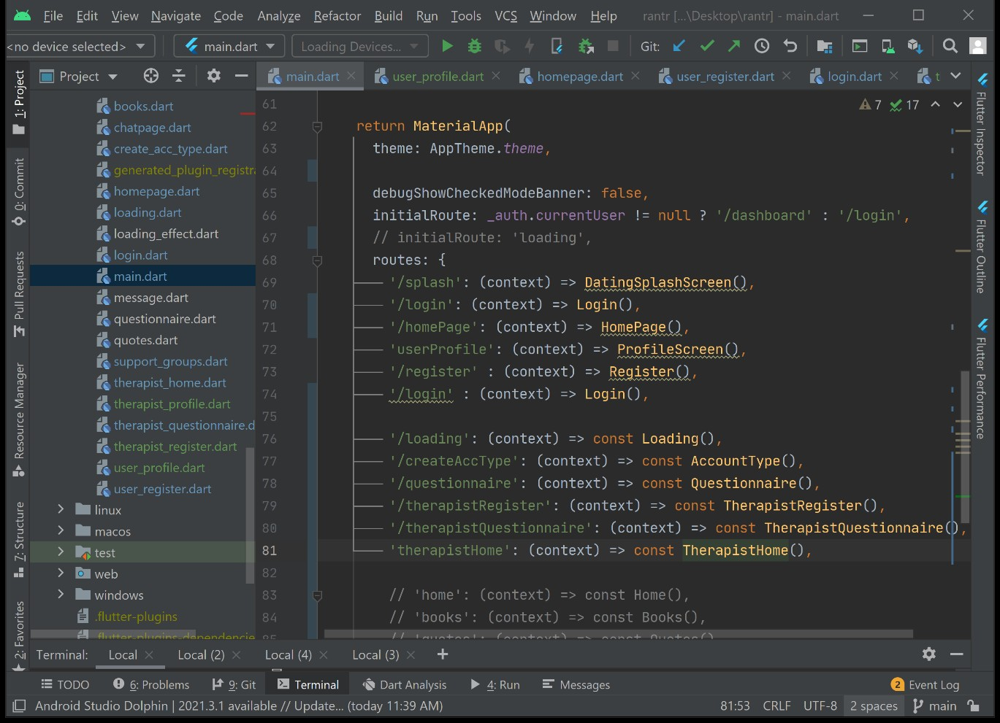 File Edit View Navigate Code Analyze Refactor Build Run Tools VCS Window Help rantr [...\Desktop\rantr] - main.dart
<no device selected> main.dart Loading Devices... Git:
Project
main.dart user_profile.dart homepage.dart user_register.dart login.dart t
1: Project
0: Commit
Pull Requests
Resource Manager
7: Structure
2: Favorites
books.dart
chatpage.dart
create_acc_type.dart
generated_plugin_registra
homepage.dart
loading.dart
loading_effect.dart
login.dart
main.dart
message.dart
questionnaire.dart
quotes.dart
support_groups.dart
therapist_home.dart
therapist_profile.dart
therapist_questionnaire.d
therapist_register.dart
user_profile.dart
user_register.dart
linux
macos
test
web
windows
.flutter-plugins
.flutter-plugins-dependencie
7 17
61
62 return MaterialApp(
63 theme: AppTheme.theme,
64
65 debugShowCheckedModeBanner: false,
66 initialRoute: _auth.currentUser != null ? '/dashboard' : '/login',
67 // initialRoute: 'loading',
68 routes: {
69 '/splash': (context) => DatingSplashScreen(),
70 '/login': (context) => Login(),
71 '/homePage': (context) => HomePage(),
72 'userProfile': (context) => ProfileScreen(),
73 '/register' : (context) => Register(),
74 '/login' : (context) => Login(),
75
76 '/loading': (context) => const Loading(),
77 '/createAccType': (context) => const AccountType(),
78 '/questionnaire': (context) => const Questionnaire(),
79 '/therapistRegister': (context) => const TherapistRegister(),
80 '/therapistQuestionnaire': (context) => const TherapistQuestionnaire(),
81 'therapistHome': (context) => const TherapistHome(),
82
83 // 'home': (context) => const Home(),
84 // 'books': (context) => const Books(),
85 // 'quotes': (context) => const Quotes()
Flutter Inspector
Flutter Outline
Flutter Performance
Terminal: Local Local (2) Local (4) Local (3)
TODO 6: Problems 9: Git Terminal Dart Analysis 4: Run Messages 2 Event Log
Android Studio Dolphin | 2021.3.1 available // Update... (today 11:39 AM) 81:53 CRLF UTF-8 2 spaces main